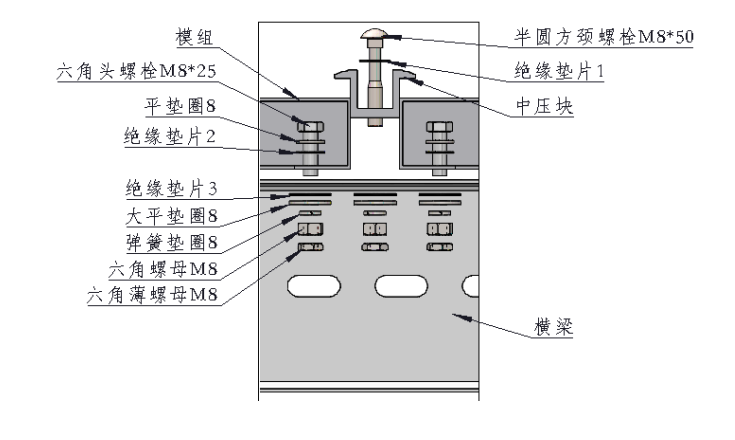 模组
半圆方颈螺栓M8*50
六角头螺栓M8*25
绝缘垫片1
平垫圈8
中压块
绝缘垫片2
绝缘垫片3
大平垫圈8
弹簧垫圈8
六角螺母M8
六角薄螺母M8
横梁